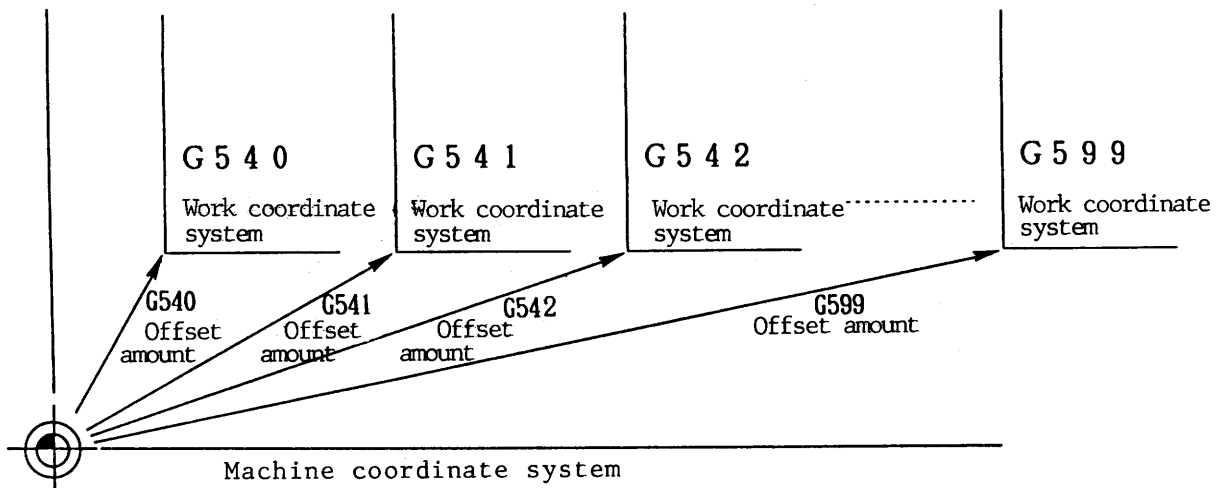 G540
Work coordinate
system
G541
Work coordinate
system
G542
Work coordinate
system
G599
Work coordinate
system
G540
Offset
amount
G541
Offset
amount
G542
Offset
amount
G599
Offset amount
Machine coordinate system